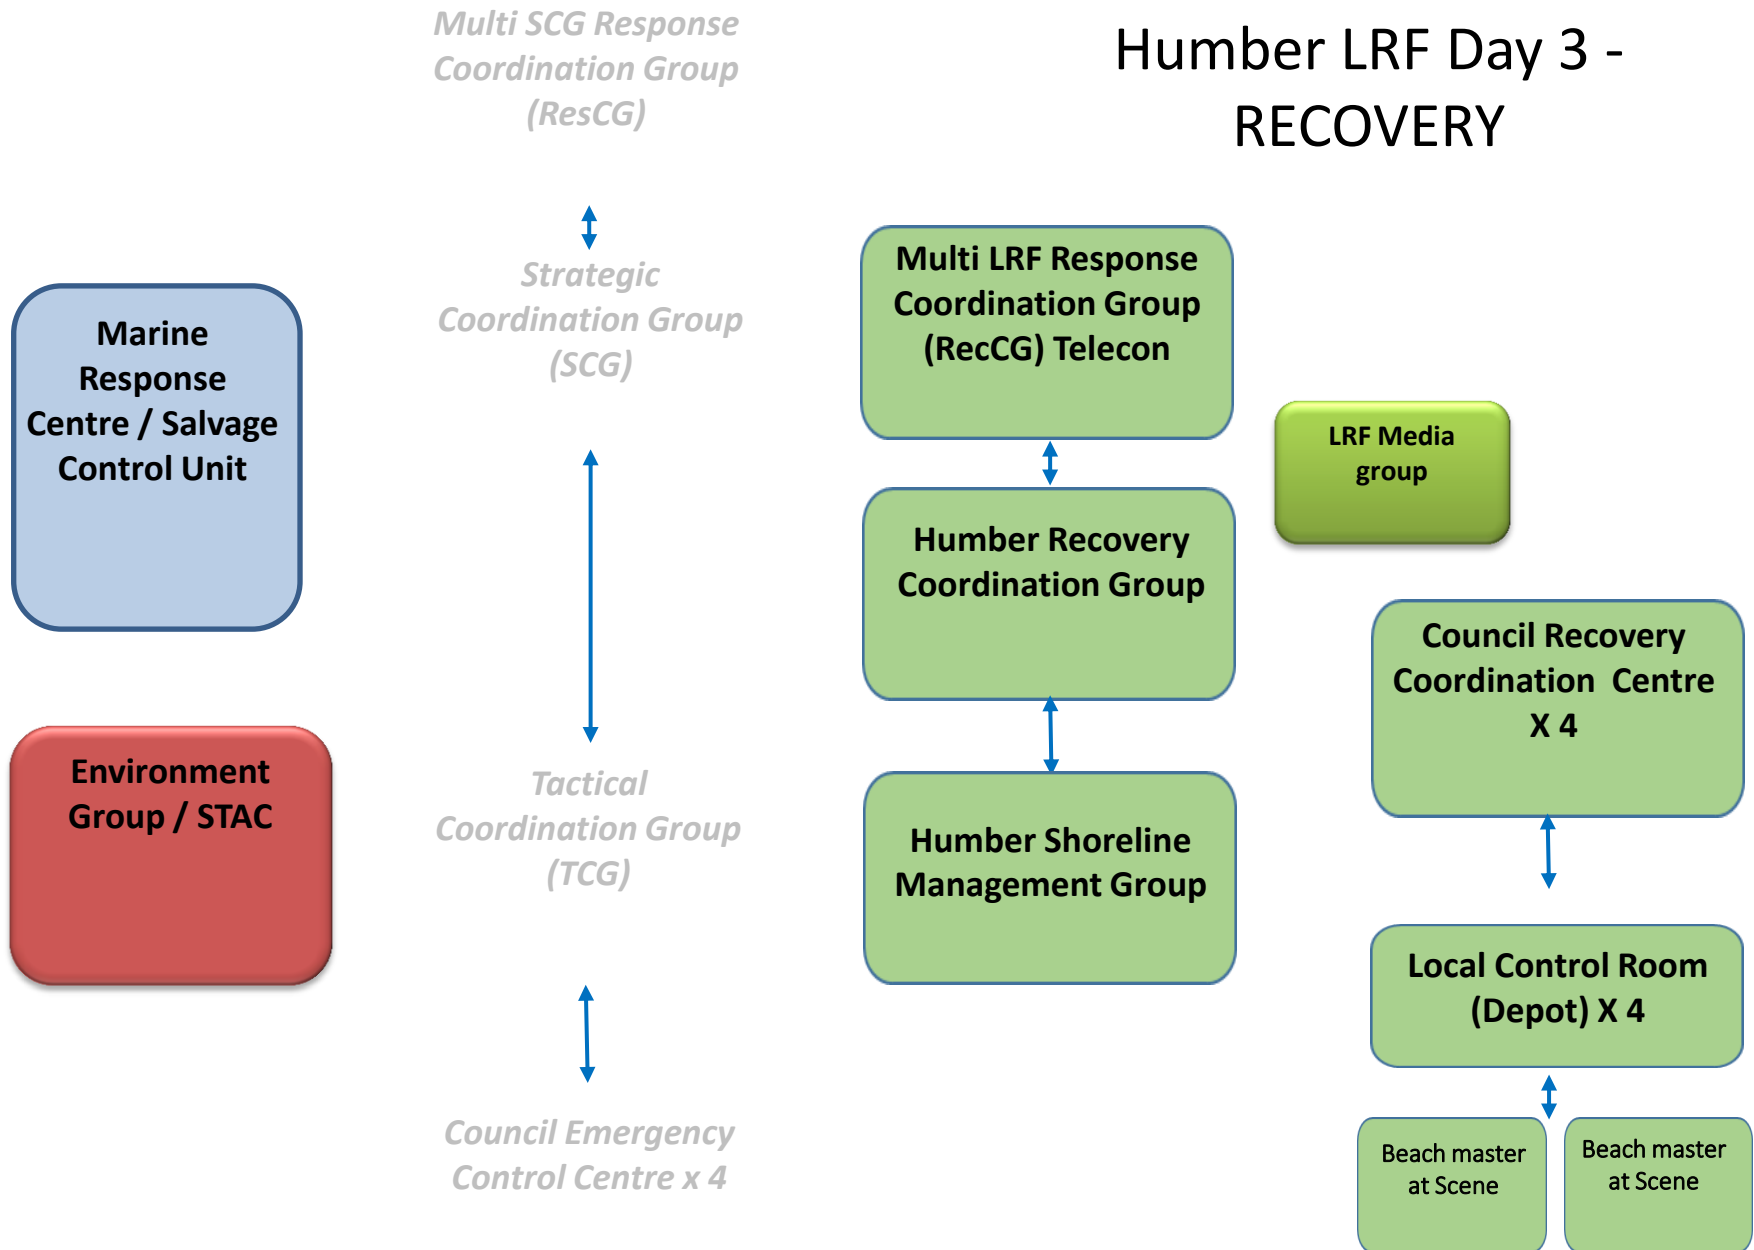 Multi SCG Response
Coordination Group
(ResCG)
Humber LRF Day 3 -
RECOVERY
Strategic
Coordination Group
(SCG)
Multi LRF Response
Coordination Group
(RecCG) Telecon
Marine
Response
Centre / Salvage
Control Unit
LRF Media
group
Humber Recovery
Coordination Group
Council Recovery
Coordination Centre
X 4
Environment
Group / STAC
Tactical
Coordination Group
(TCG)
Humber Shoreline
Management Group
Local Control Room
(Depot) X 4
Council Emergency
Control Centre x 4
Beach master
at Scene
Beach master
at Scene